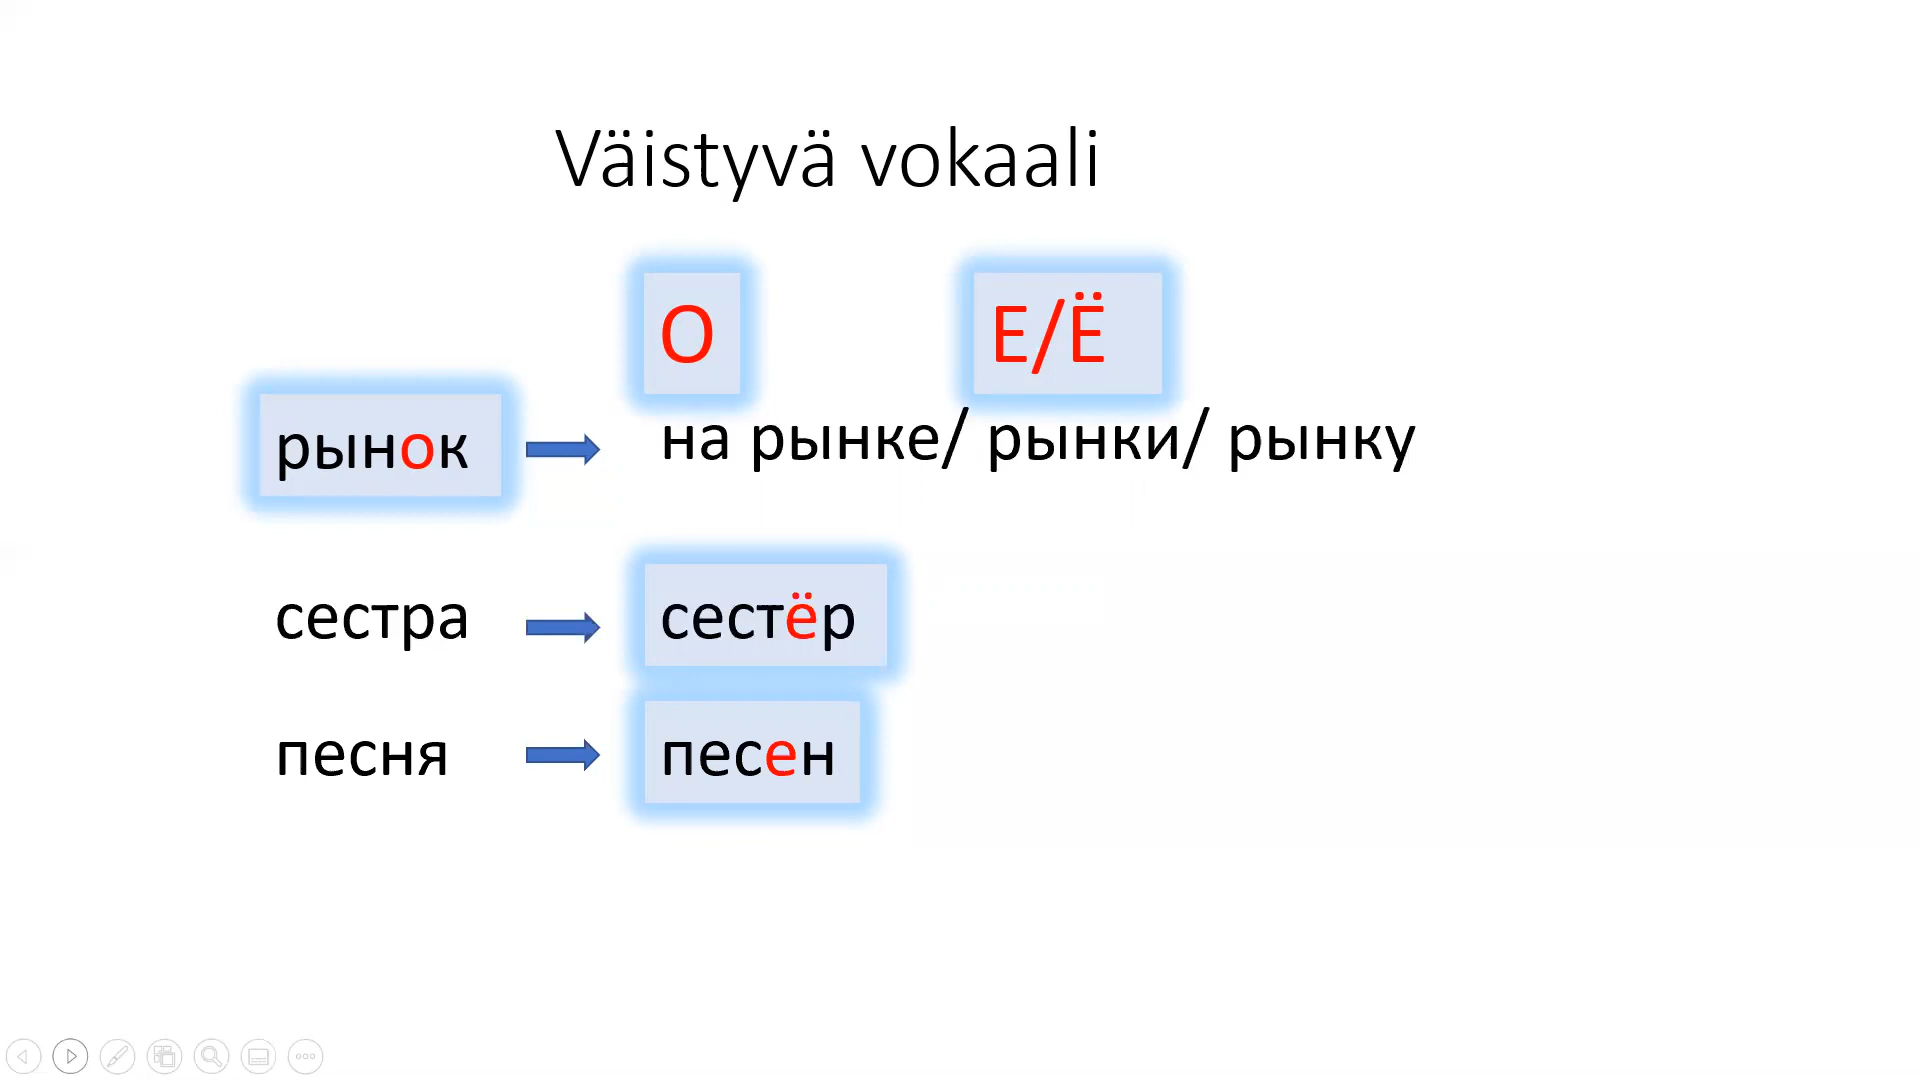 Väistyvä vokaali
О Е/Ё
рынок на рынке/ рынки/ рынку
сестра сестёр
песня песен